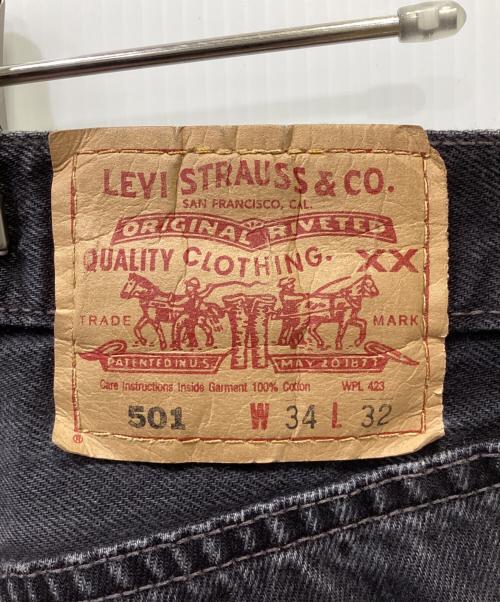 LEVI STRAUSS & CO.
SAN FRANCISCO, CAL.
ORIGINAL RIVETED
QUALITY CLOTHING. XX
TRADE MARK
PATENTED IN U.S. MAY 20 1873
Care Instructions Inside Garment 100% Cotton WPL 423
501 W 34 L 32
®